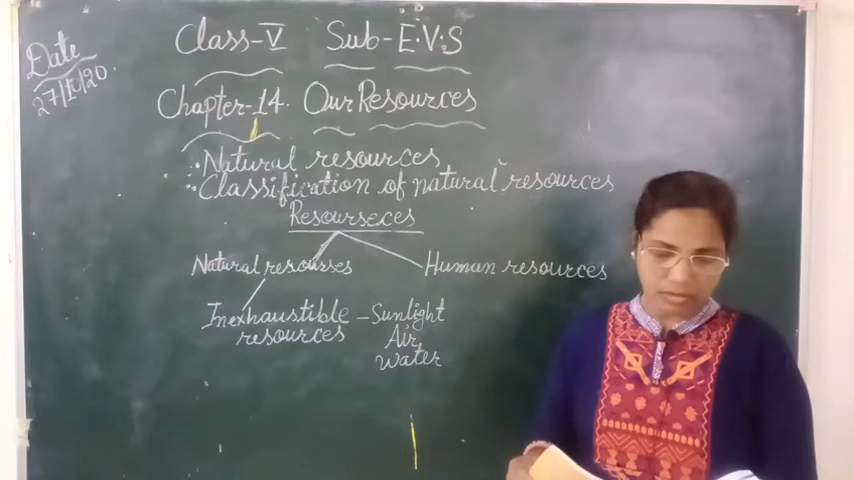 Date
27/10/20.
Class-V Sub-E.V.S
Chapter-14. Our Resources
Natural resources
Classification of natural resources
Resourseces
Natural resourses
Human resources
Inexhaustible - Sunlight
resources Air,
Water